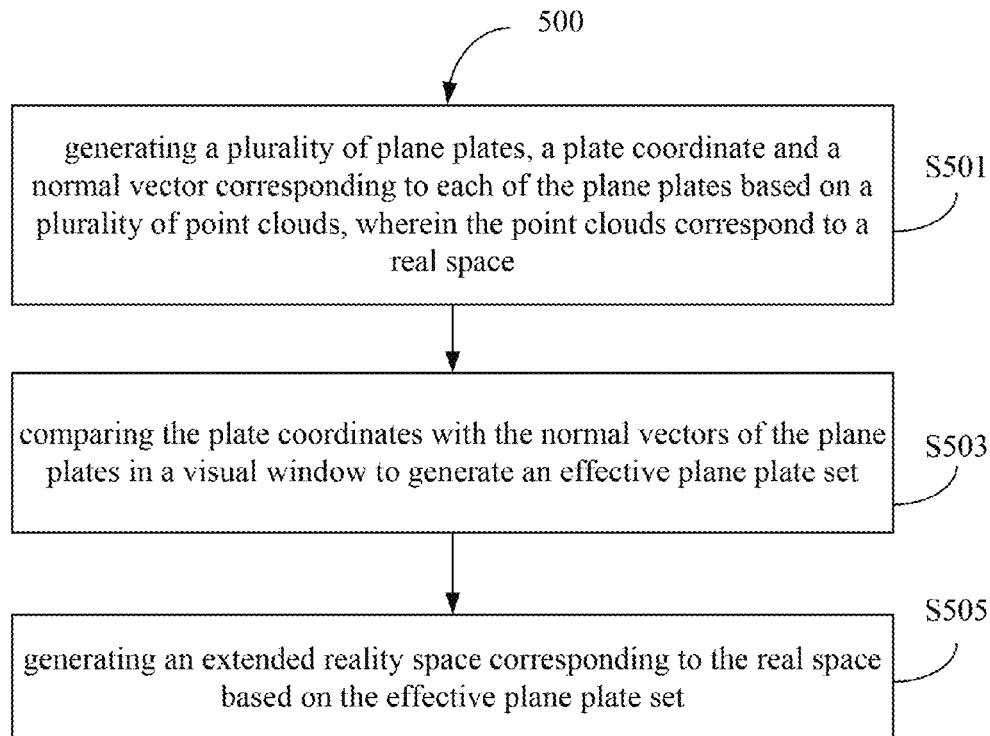 500
generating a plurality of plane plates, a plate coordinate and a
normal vector corresponding to each of the plane plates based on a
plurality of point clouds, wherein the point clouds correspond to a
real space
S501
comparing the plate coordinates with the normal vectors of the plane
plates in a visual window to generate an effective plane plate set
S503
generating an extended reality space corresponding to the real space
based on the effective plane plate set
S505